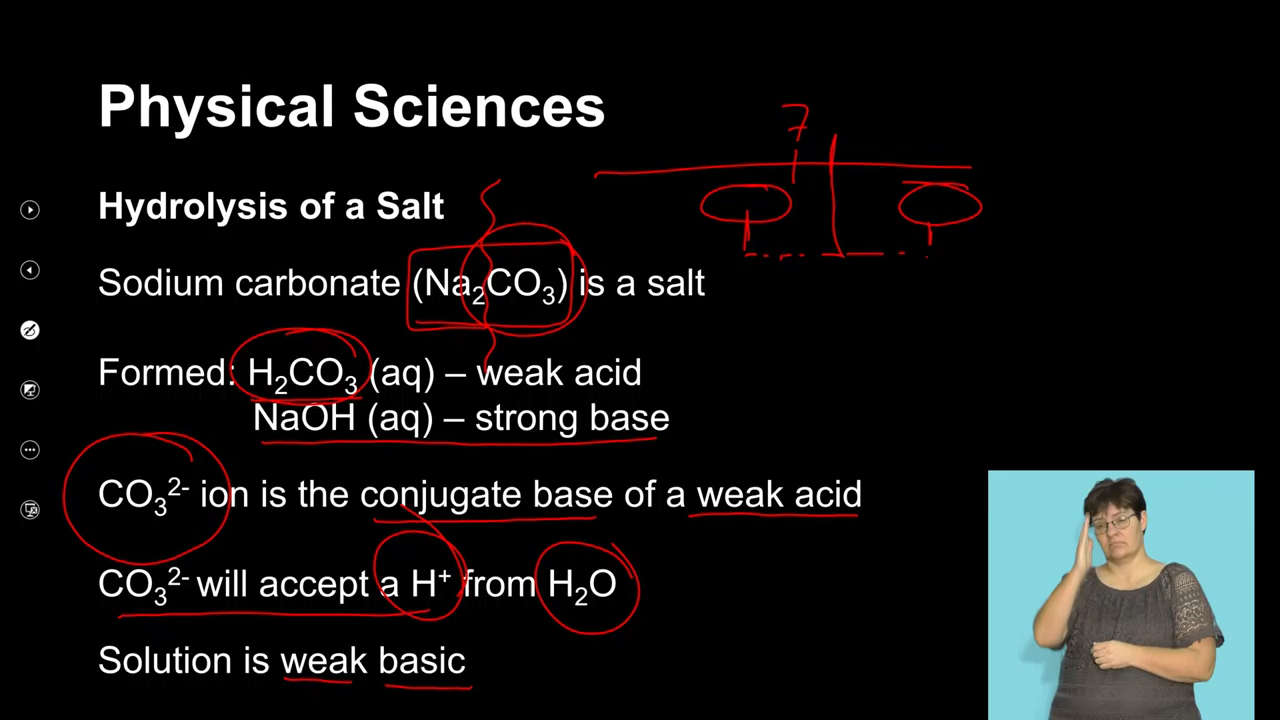 Physical Sciences
7
Hydrolysis of a Salt
Sodium carbonate (Na₂CO₃) is a salt
Formed: H₂CO₃ (aq) – weak acid
NaOH (aq) – strong base
CO₃²⁻ ion is the conjugate base of a weak acid
CO₃²⁻ will accept a H⁺ from H₂O
Solution is weak basic